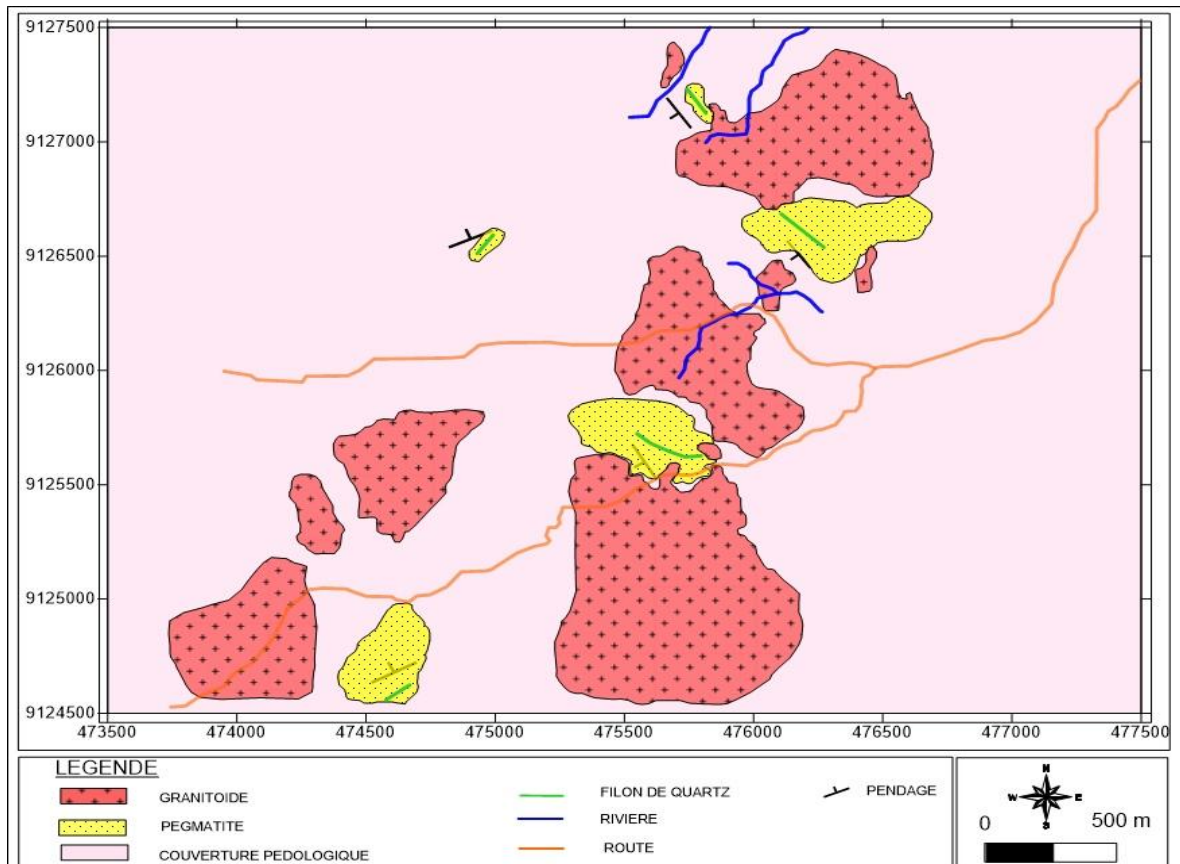 9127500
9127000
9126500
9126000
9125500
9125000
9124500
473500 474000 474500 475000 475500 476000 476500 477000 477500
LEGENDE
GRANITOIDE
PEGMATITE
COUVERTURE PEDOLOGIQUE
FILON DE QUARTZ
RIVIERE
ROUTE
PENDAGE
N
W E
S
0 500 m